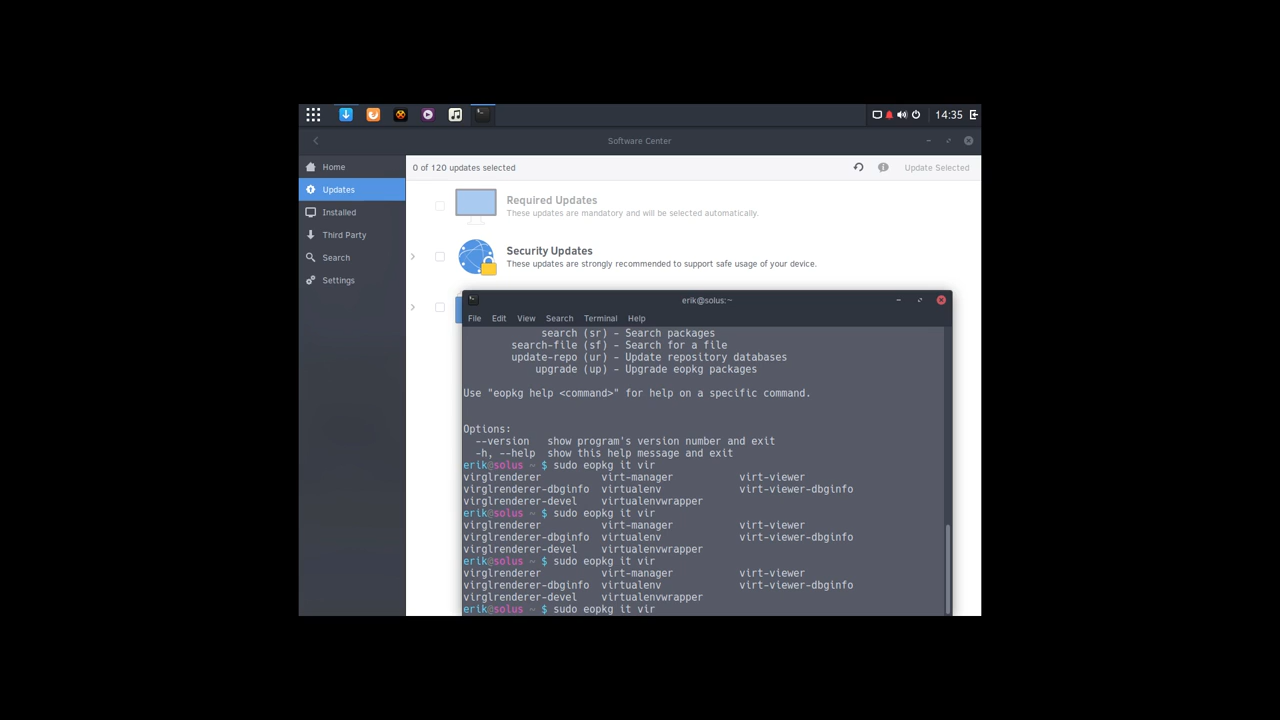 14:35
Software Center
Home
Updates
Installed
Third Party
Search
Settings
0 of 120 updates selected
Update Selected
Required Updates
These updates are mandatory and will be selected automatically.
Security Updates
These updates are strongly recommended to support safe usage of your device.
erik@solus:~
File Edit View Search Terminal Help
search (sr) - Search packages
search-file (sf) - Search for a file
update-repo (ur) - Update repository databases
upgrade (up) - Upgrade eopkg packages
Use "eopkg help <command>" for help on a specific command.
Options:
--version   show program's version number and exit
-h, --help  show this help message and exit
erik@solus ~ $ sudo eopkg it vir
virglrenderer          virt-manager           virt-viewer
virglrenderer-dbginfo  virtualenv             virt-viewer-dbginfo
virglrenderer-devel    virtualenvwrapper
erik@solus ~ $ sudo eopkg it vir
virglrenderer          virt-manager           virt-viewer
virglrenderer-dbginfo  virtualenv             virt-viewer-dbginfo
virglrenderer-devel    virtualenvwrapper
erik@solus ~ $ sudo eopkg it vir
virglrenderer          virt-manager           virt-viewer
virglrenderer-dbginfo  virtualenv             virt-viewer-dbginfo
virglrenderer-devel    virtualenvwrapper
erik@solus ~ $ sudo eopkg it vir